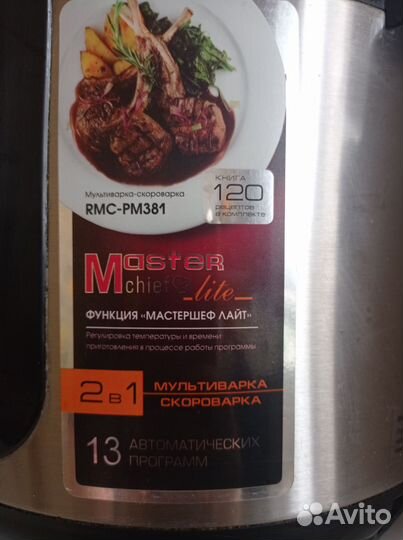 Мультиварка-скороварка
RMC-PM381
КНИГА
120
рецептов
в комплекте
Master
chief lite
ФУНКЦИЯ «МАСТЕРШЕФ ЛАЙТ»
Регулировка температуры и времени
приготовления в процессе работы программы
2 в 1
МУЛЬТИВАРКА
СКОРОВАРКА
13 АВТОМАТИЧЕСКИХ
ПРОГРАММ
Avito